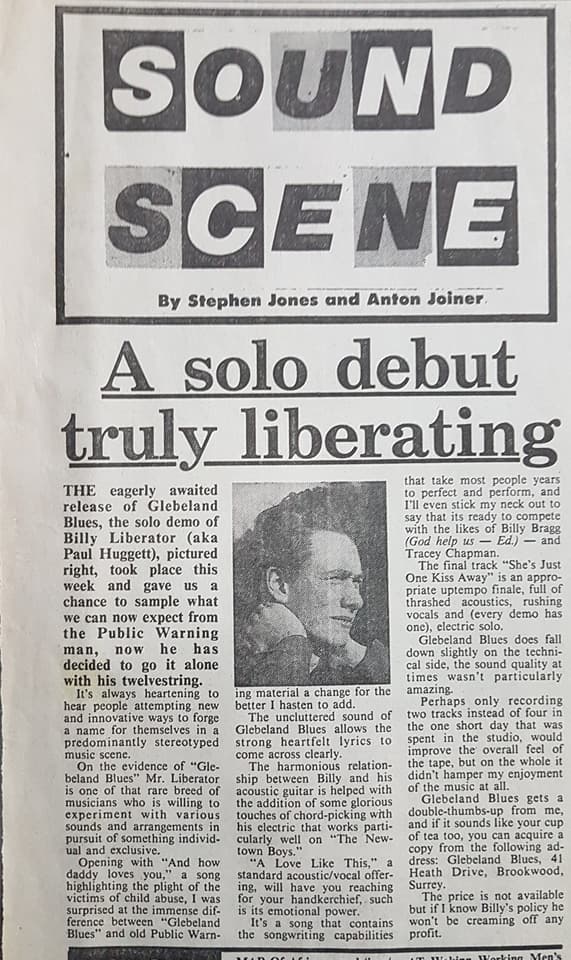 SOUND
SCENE
By Stephen Jones and Anton Joiner
A solo debut
truly liberating
THE eagerly awaited
release of Glebeland
Blues, the solo demo of
Billy Liberator (aka
Paul Huggett), pictured
right, took place this
week and gave us a
chance to sample what
we can now expect from
the Public Warning
man, now he has
decided to go it alone
with his twelvestring.
It's always heartening to
hear people attempting new
and innovative ways to forge
a name for themselves in a
predominantly stereotyped
music scene.
On the evidence of "Gle-
beland Blues" Mr. Liberator
is one of that rare breed of
musicians who is willing to
experiment with various
sounds and arrangements in
pursuit of something individ-
ual and exclusive.
Opening with "And how
daddy loves you," a song
highlighting the plight of the
victims of child abuse, I was
surprised at the immense dif-
ference between "Glebeland
Blues" and old Public Warn-
ing material a change for the
better I hasten to add.
The uncluttered sound of
Glebeland Blues allows the
strong heartfelt lyrics to
come across clearly.
The harmonious relation-
ship between Billy and his
acoustic guitar is helped with
the addition of some glorious
touches of chord-picking with
his electric that works parti-
cularly well on "The New-
town Boys."
"A Love Like This," a
standard acoustic/vocal offer-
ing, will have you reaching
for your handkerchief, such
is its emotional power.
It's a song that contains
the songwriting capabilities
that take most people years
to perfect and perform, and
I'll even stick my neck out to
say that its ready to compete
with the likes of Billy Bragg
(God help us — Ed.) — and
Tracey Chapman.
The final track "She's Just
One Kiss Away" is an appro-
priate uptempo finale, full of
thrashed acoustics, rushing
vocals and (every demo has
one), electric solo.
Glebeland Blues does fall
down slightly on the techni-
cal side, the sound quality at
times wasn't particularly
amazing.
Perhaps only recording
two tracks instead of four in
the one short day that was
spent in the studio, would
improve the overall feel of
the tape, but on the whole it
didn't hamper my enjoyment
of the music at all.
Glebeland Blues gets a
double-thumbs-up from me,
and if it sounds like your cup
of tea too, you can acquire a
copy from the following ad-
dress: Glebeland Blues, 41
Heath Drive, Brookwood,
Surrey.
The price is not available
but if I know Billy's policy he
won't be creaming off any
profit.